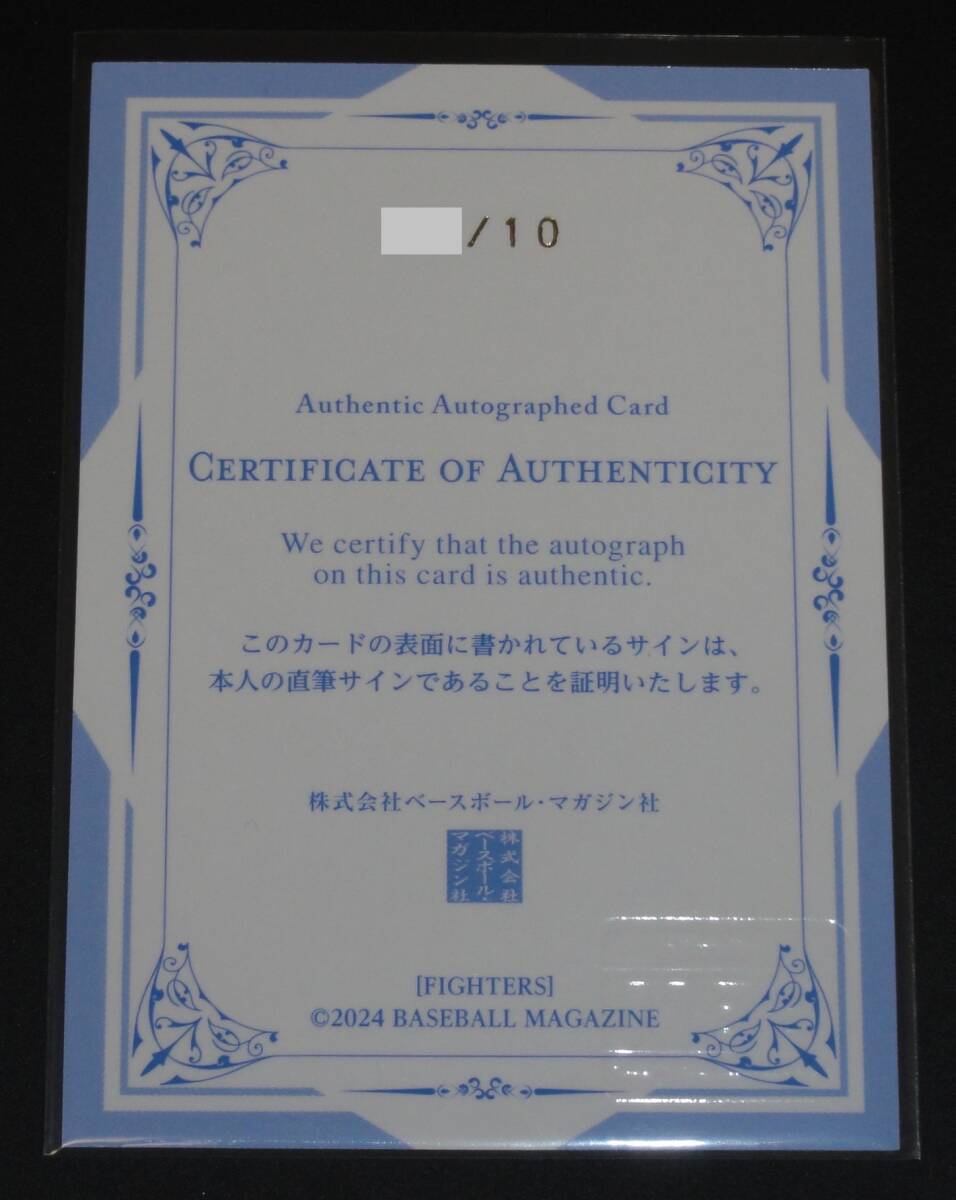 /10
Authentic Autographed Card
CERTIFICATE OF AUTHENTICITY
We certify that the autograph
on this card is authentic.
このカードの表面に書かれているサインは、
本人の直筆サインであることを証明いたします。
株式会社ベースボール・マガジン社
株式会社
ベースボール・
マガジン社
[FIGHTERS]
©2024 BASEBALL MAGAZINE